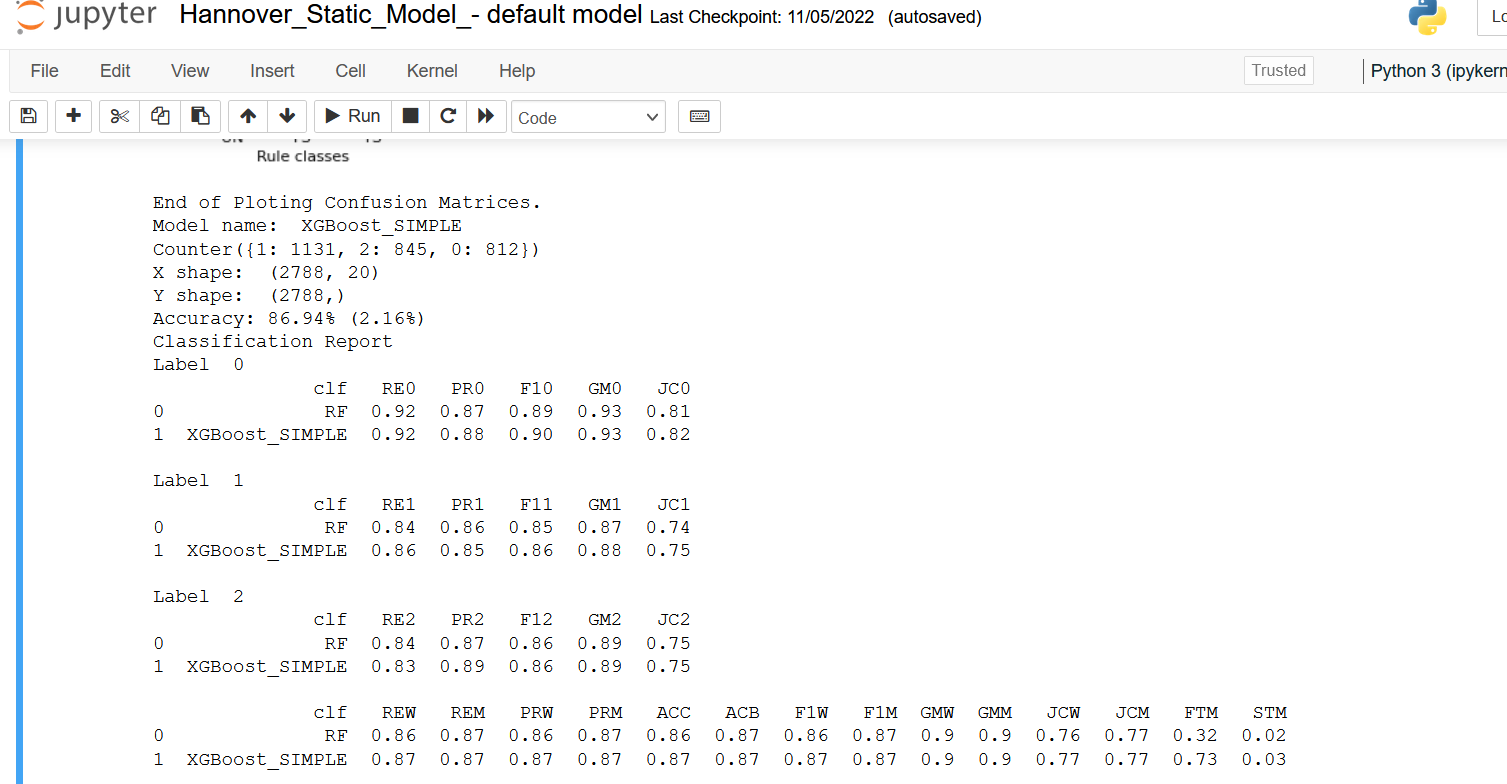 jupyter Hannover_Static_Model_- default model Last Checkpoint: 11/05/2022 (autosaved)
File Edit View Insert Cell Kernel Help Trusted Python 3 (ipykern
Run Code
Rule classes
End of Ploting Confusion Matrices.
Model name:  XGBoost_SIMPLE
Counter({1: 1131, 2: 845, 0: 812})
X shape:  (2788, 20)
Y shape:  (2788,)
Accuracy: 86.94% (2.16%)
Classification Report
Label  0
clf RE0 PR0 F10 GM0 JC0
0 RF 0.92 0.87 0.89 0.93 0.81
1 XGBoost_SIMPLE 0.92 0.88 0.90 0.93 0.82
Label  1
clf RE1 PR1 F11 GM1 JC1
0 RF 0.84 0.86 0.85 0.87 0.74
1 XGBoost_SIMPLE 0.86 0.85 0.86 0.88 0.75
Label  2
clf RE2 PR2 F12 GM2 JC2
0 RF 0.84 0.87 0.86 0.89 0.75
1 XGBoost_SIMPLE 0.83 0.89 0.86 0.89 0.75
clf REW REM PRW PRM ACC ACB F1W F1M GMW GMM JCW JCM FTM STM
0 RF 0.86 0.87 0.86 0.87 0.86 0.87 0.86 0.87 0.9 0.9 0.76 0.77 0.32 0.02
1 XGBoost_SIMPLE 0.87 0.87 0.87 0.87 0.87 0.87 0.87 0.87 0.9 0.9 0.77 0.77 0.73 0.03